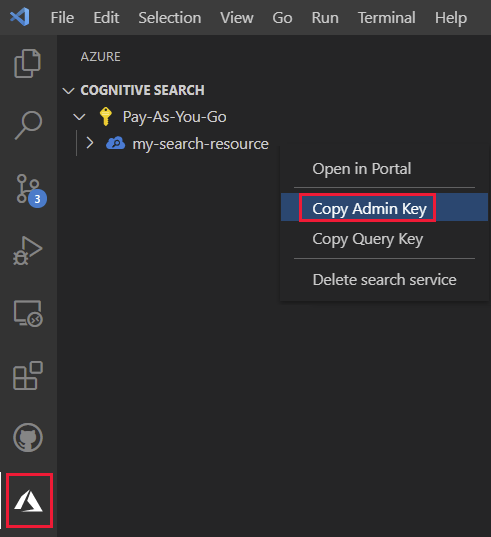 File Edit Selection View Go Run Terminal Help
AZURE
COGNITIVE SEARCH
Pay-As-You-Go
my-search-resource
Open in Portal
Copy Admin Key
3
Copy Query Key
Delete search service